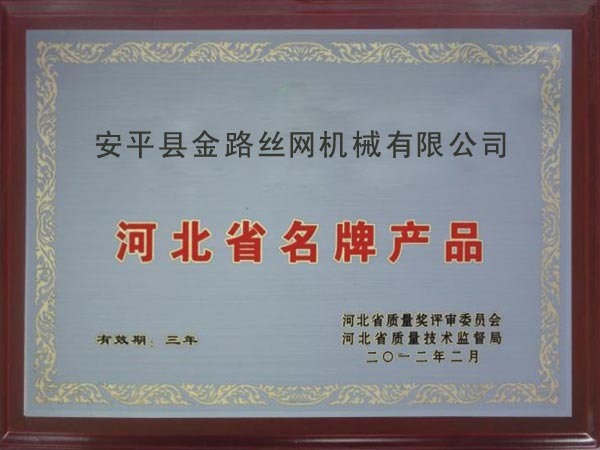 安平县金路丝网机械有限公司
河北省名牌产品
有效期：三年
河北省质量奖评审委员会
河北省质量技术监督局
二〇一二年二月